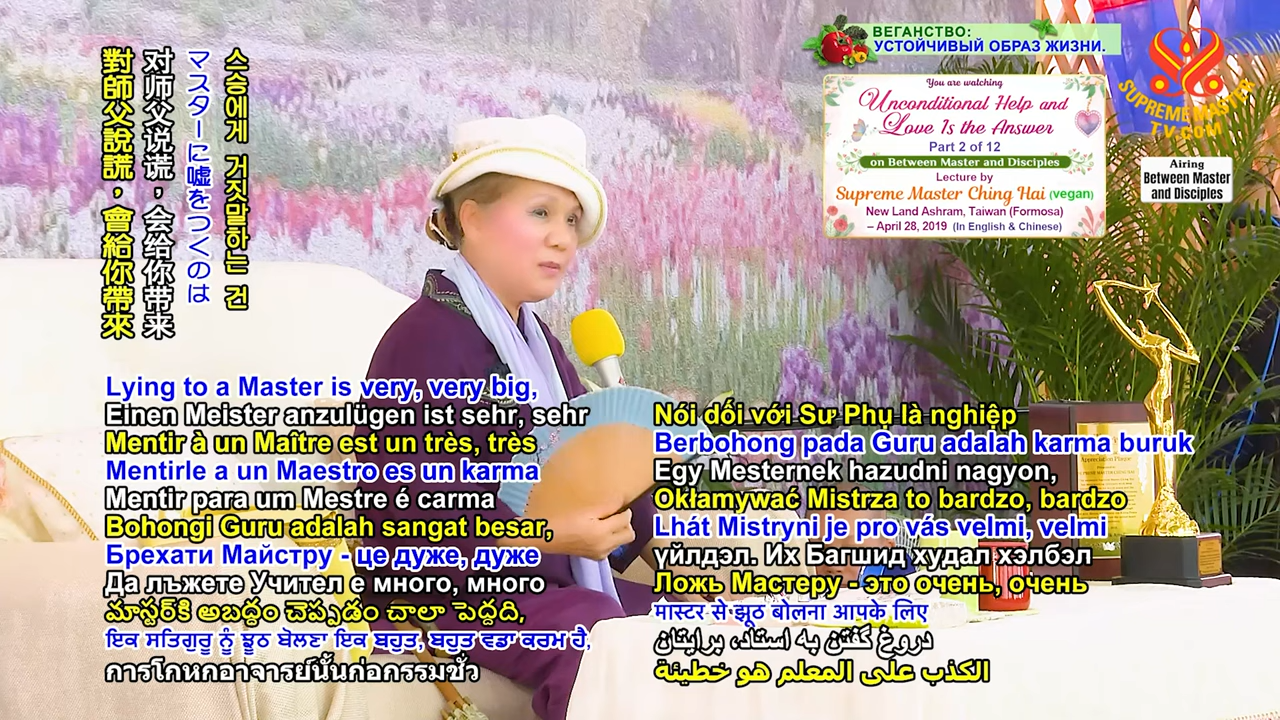 스승에게 거짓말하는 건
マスターに嘘をつくのは
对师父说谎，会给你带来
對師父說謊，會給你帶來
ВЕГАНСТВО:
УСТОЙЧИВЫЙ ОБРАЗ ЖИЗНИ.
You are watching
Unconditional Help and
Love Is the Answer
Part 2 of 12
on Between Master and Disciples
Lecture by
Supreme Master Ching Hai (vegan)
New Land Ashram, Taiwan (Formosa)
– April 28, 2019 (In English & Chinese)
SUPREME MASTER
TV.COM
Airing
Between Master
and Disciples
Lying to a Master is very, very big,
Einen Meister anzulügen ist sehr, sehr
Mentir à un Maître est un très, très
Mentirle a un Maestro es un karma
Mentir para um Mestre é carma
Bohongi Guru adalah sangat besar,
Брехати Майстру - це дуже, дуже
Да лъжете Учител е много, много
మాస్టర్‌కి అబద్ధం చెప్పడం చాలా పెద్దది,
ਇਕ ਸਤਿਗੁਰੂ ਨੂੰ ਝੂਠ ਬੋਲਣਾ ਇਕ ਬਹੁਤ, ਬਹੁਤ ਵਡਾ ਕਰਮ ਹੈ,
การโกหกอาจารย์นั้นก่อกรรมชั่ว
Nói dối với Sư Phụ là nghiệp
Berbohong pada Guru adalah karma buruk
Egy Mesternek hazudni nagyon,
Okłamywać Mistrza to bardzo, bardzo
Lhát Mistryni je pro vás velmi, velmi
үйлдэл. Их Багшид худал хэлбэл
Ложь Мастеру - это очень, очень
मास्टर से झूठ बोलना आपके लिए
دروغ گفتن به استاد، برایتان
الكذب على المعلم هو خطيئة
Appreciation Plaque